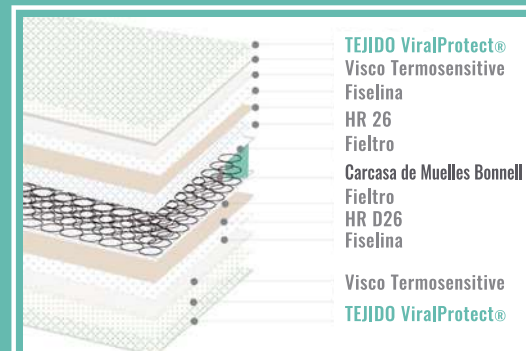 TEJIDO ViralProtect®
Visco Termosensitive
Fiselina
HR 26
Fieltro
Carcasa de Muelles Bonnell
Fieltro
HR D26
Fiselina
Visco Termosensitive
TEJIDO ViralProtect®